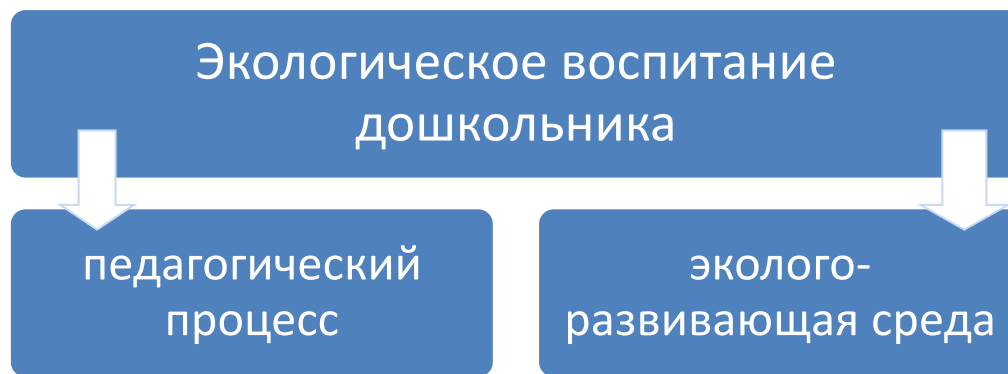 Экологическое воспитание
дошкольника
педагогический
процесс
эколого-
развивающая среда